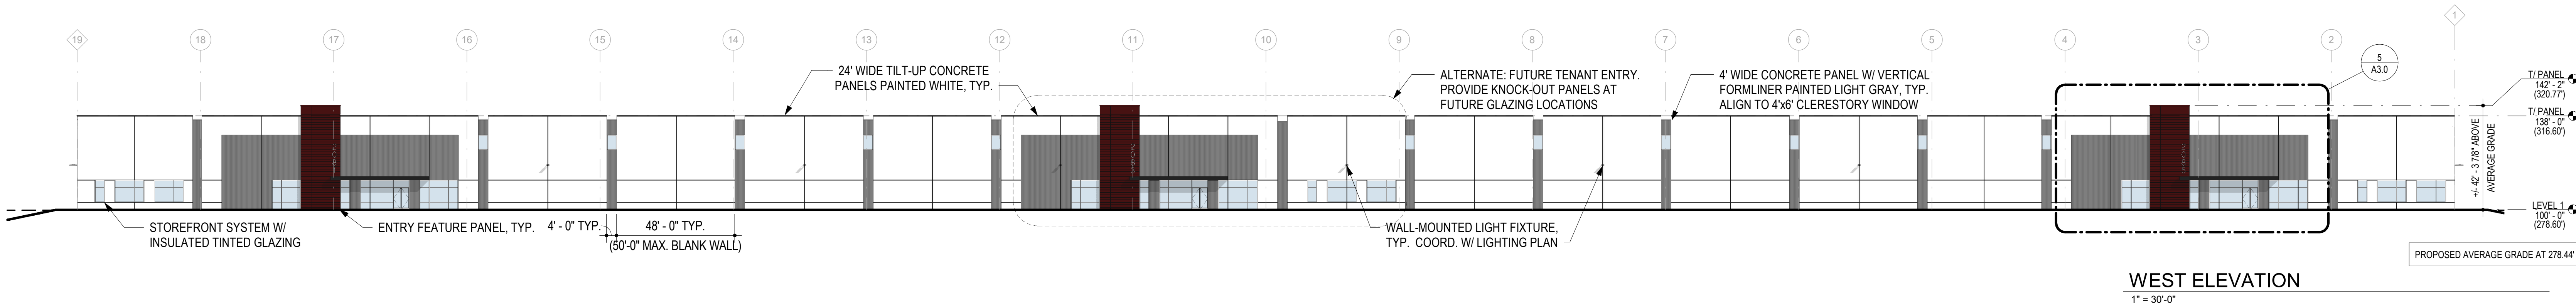 19
18
17
16
15
14
13
12
11
10
9
8
7
6
5
4
3
2
1
5
A3.0
24' WIDE TILT-UP CONCRETE
PANELS PAINTED WHITE, TYP.
ALTERNATE: FUTURE TENANT ENTRY.
PROVIDE KNOCK-OUT PANELS AT
FUTURE GLAZING LOCATIONS
4' WIDE CONCRETE PANEL W/ VERTICAL
FORMLINER PAINTED LIGHT GRAY, TYP.
ALIGN TO 4'x6' CLERESTORY WINDOW
T/ PANEL
142' - 2"
(320.77')
T/ PANEL
138' - 0"
(316.60')
+/- 42' - 3 7/8" ABOVE
AVERAGE GRADE
2085
LEVEL 1
100' - 0"
(278.60')
STOREFRONT SYSTEM W/
INSULATED TINTED GLAZING
ENTRY FEATURE PANEL, TYP.
4' - 0" TYP.
48' - 0" TYP.
(50'-0" MAX. BLANK WALL)
WALL-MOUNTED LIGHT FIXTURE,
TYP. COORD. W/ LIGHTING PLAN
PROPOSED AVERAGE GRADE AT 278.44'
WEST ELEVATION
1" = 30'-0"